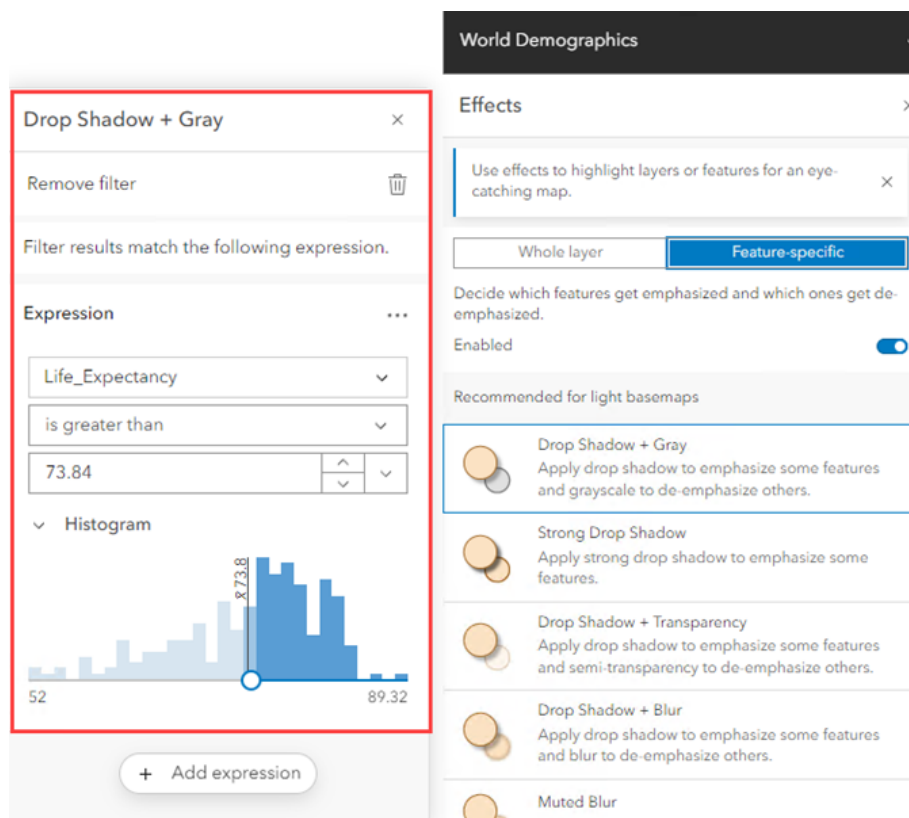 Drop Shadow + Gray
Remove filter
Filter results match the following expression.
Expression
Life_Expectancy
is greater than
73.84
Histogram
x̄ 73.8
52
89.32
+ Add expression
World Demographics
Effects
Use effects to highlight layers or features for an eye-
catching map.
Whole layer
Feature-specific
Decide which features get emphasized and which ones get de-
emphasized.
Enabled
Recommended for light basemaps
Drop Shadow + Gray
Apply drop shadow to emphasize some features
and grayscale to de-emphasize others.
Strong Drop Shadow
Apply strong drop shadow to emphasize some
features.
Drop Shadow + Transparency
Apply drop shadow to emphasize some features
and semi-transparency to de-emphasize others.
Drop Shadow + Blur
Apply drop shadow to emphasize some features
and blur to de-emphasize others.
Muted Blur